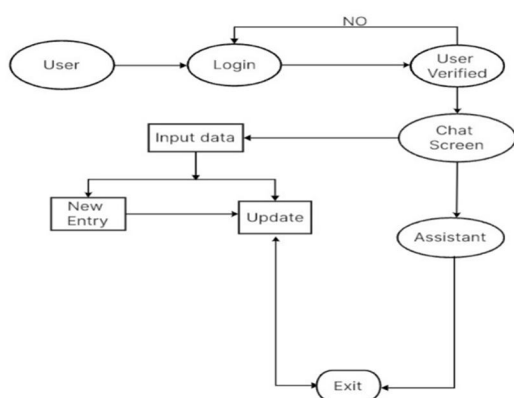 NO
User
Login
User
Verified
Chat
Screen
Input data
New
Entry
Update
Assistant
Exit